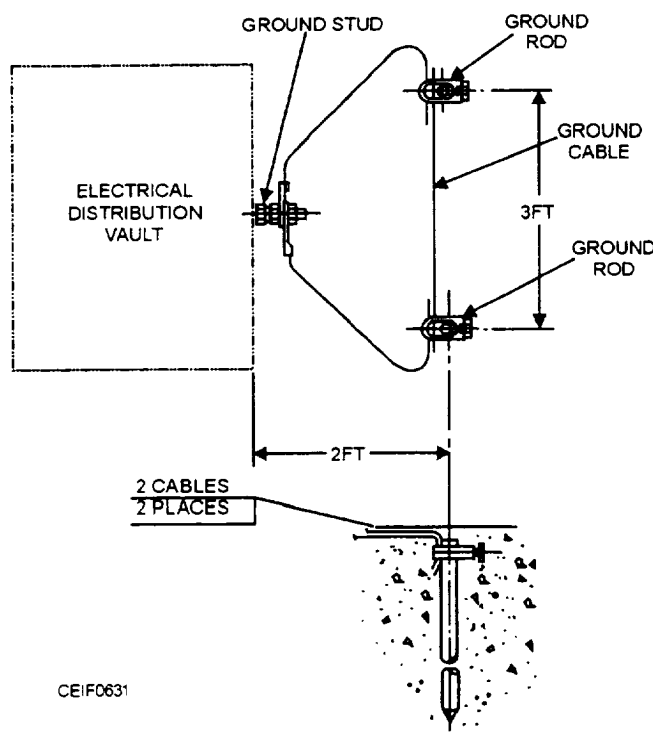 GROUND STUD
GROUND
ROD
GROUND
CABLE
ELECTRICAL
DISTRIBUTION
VAULT
3FT
GROUND
ROD
2FT
2 CABLES
2 PLACES
CEIF0631